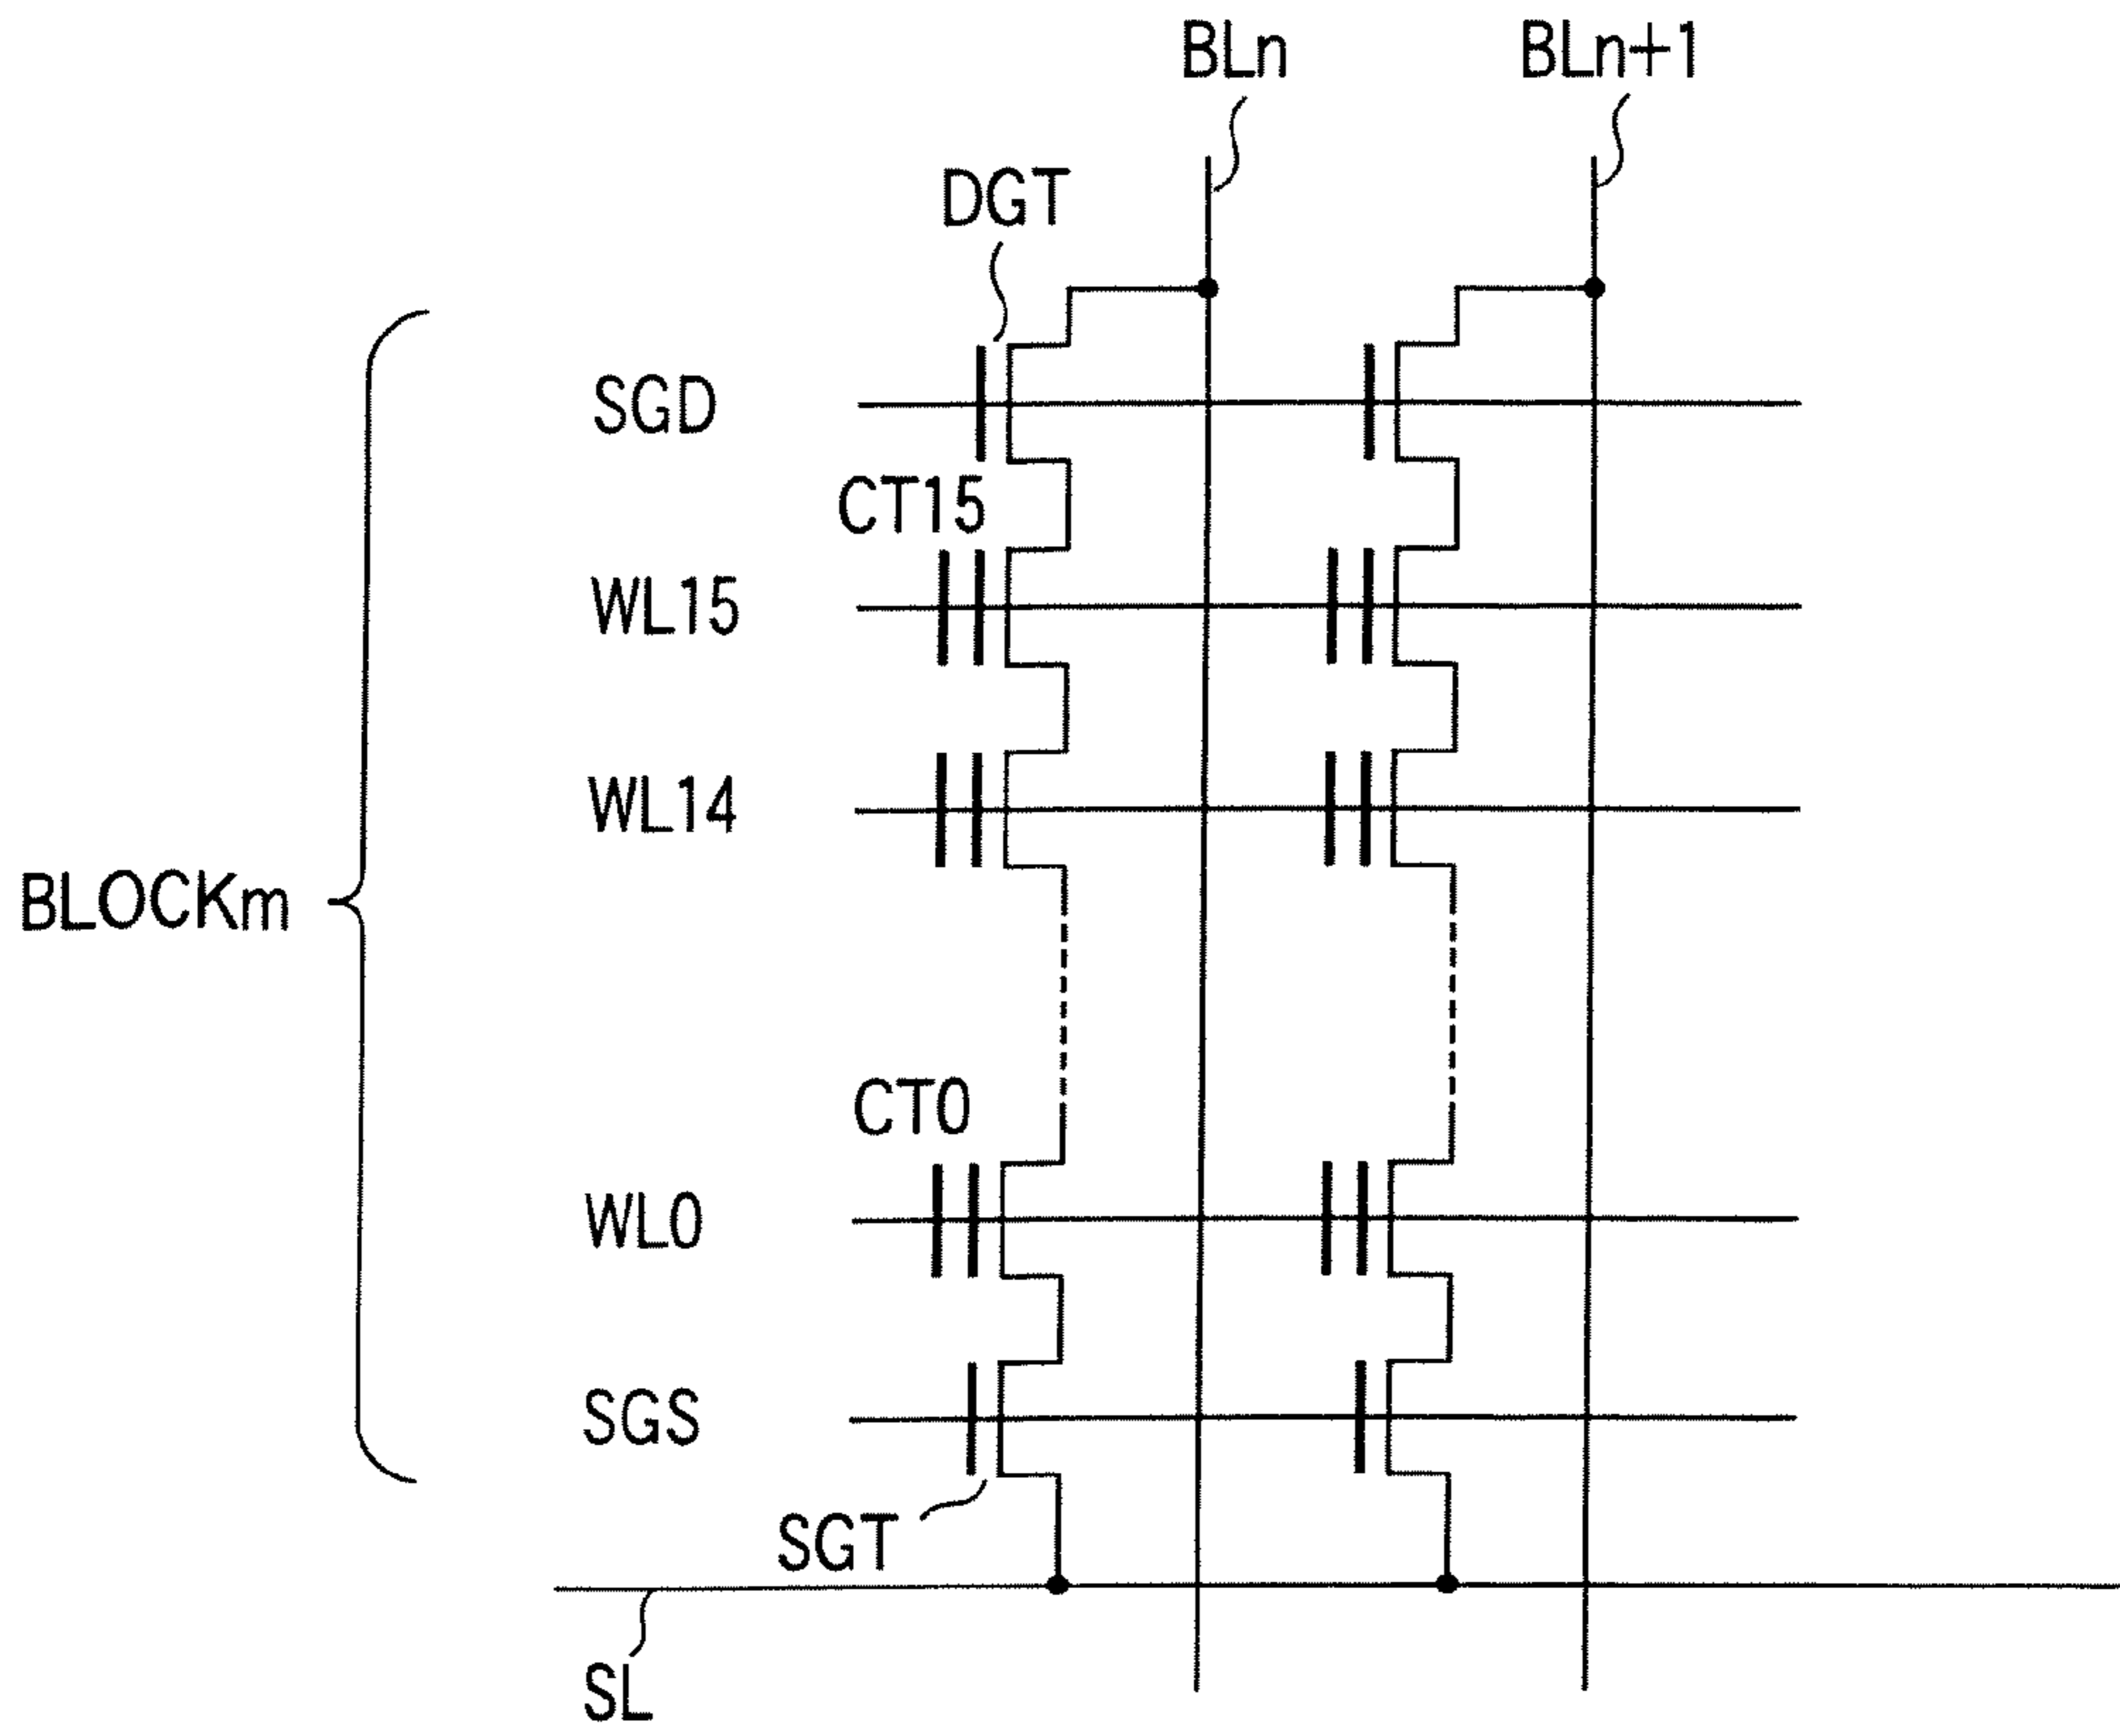 BLn
BLn+1
DGT
SGD
CT15
WL15
WL14
BLOCKm
CT0
WL0
SGS
SGT
SL